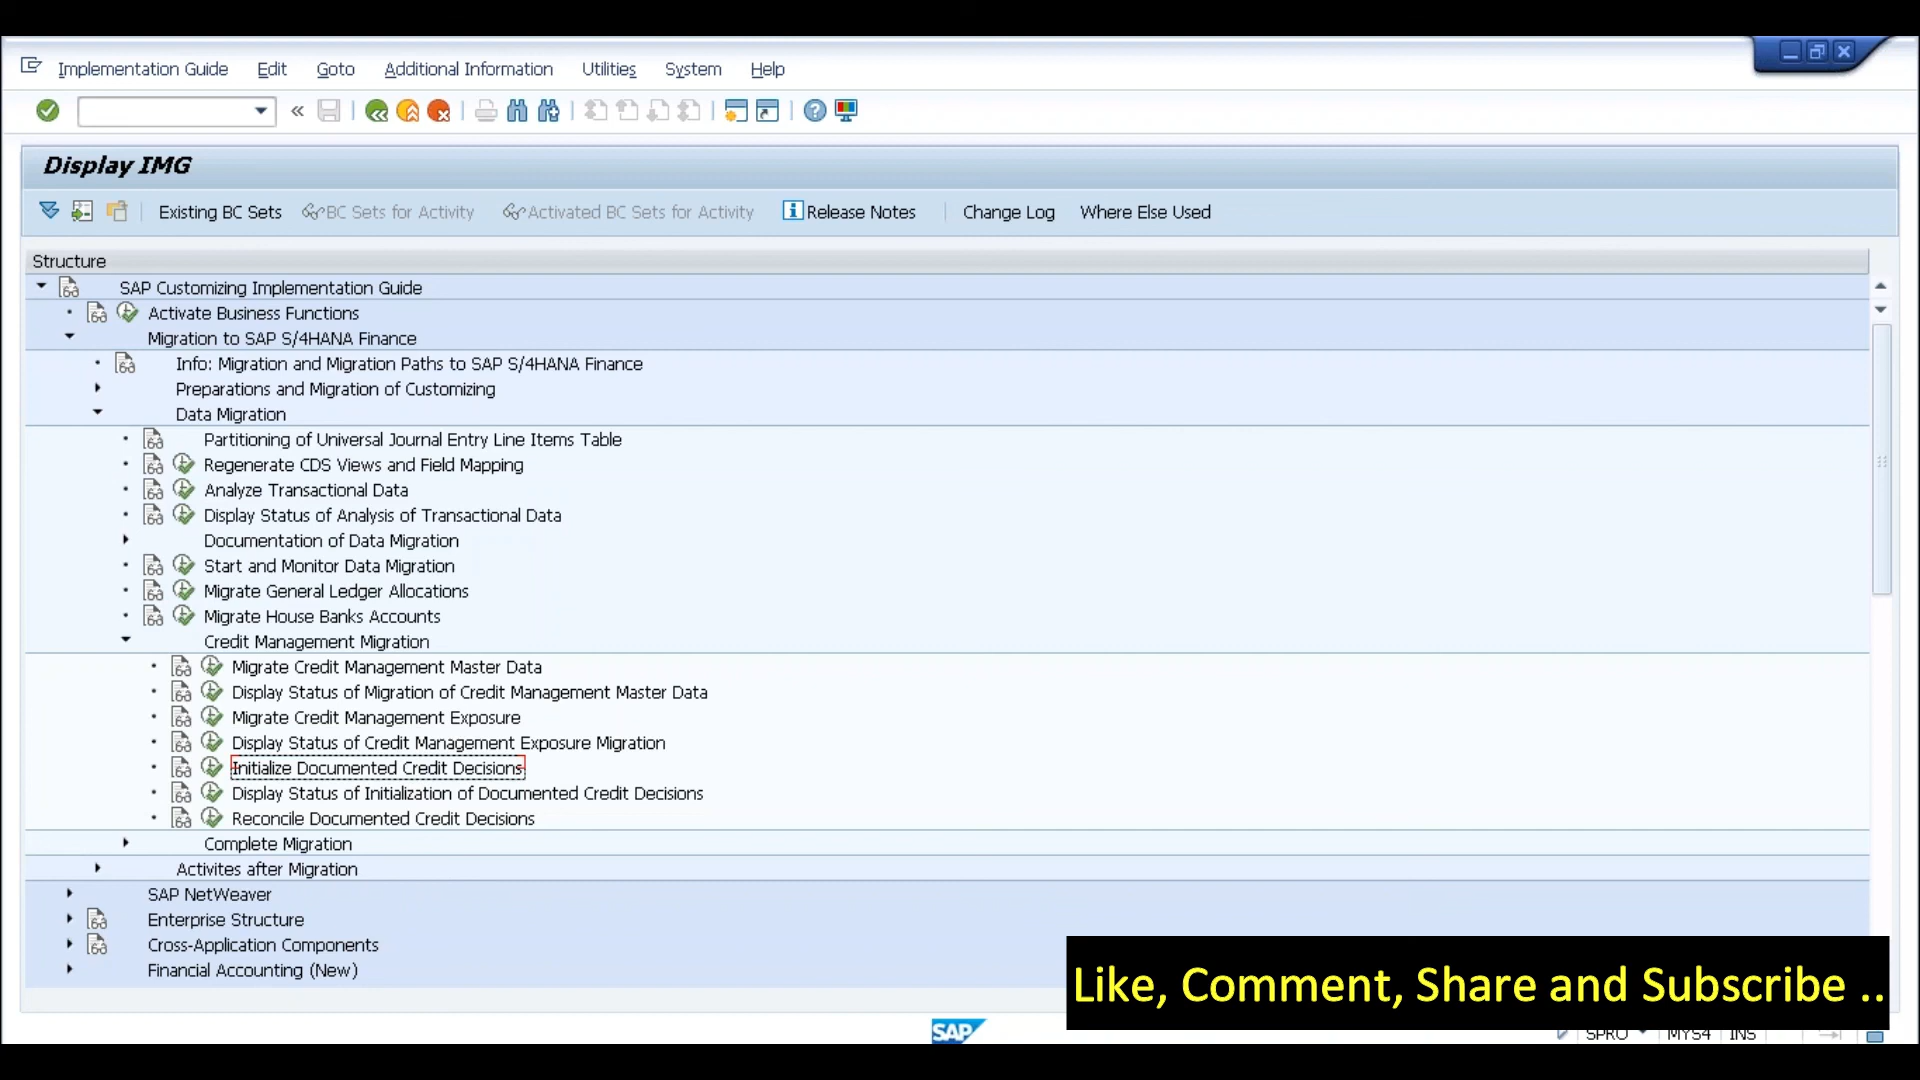 Implementation Guide Edit Goto Additional Information Utilities System Help
Display IMG
Existing BC Sets BC Sets for Activity Activated BC Sets for Activity Release Notes Change Log Where Else Used
Structure
SAP Customizing Implementation Guide
Activate Business Functions
Migration to SAP S/4HANA Finance
Info: Migration and Migration Paths to SAP S/4HANA Finance
Preparations and Migration of Customizing
Data Migration
Partitioning of Universal Journal Entry Line Items Table
Regenerate CDS Views and Field Mapping
Analyze Transactional Data
Display Status of Analysis of Transactional Data
Documentation of Data Migration
Start and Monitor Data Migration
Migrate General Ledger Allocations
Migrate House Banks Accounts
Credit Management Migration
Migrate Credit Management Master Data
Display Status of Migration of Credit Management Master Data
Migrate Credit Management Exposure
Display Status of Credit Management Exposure Migration
Initialize Documented Credit Decisions
Display Status of Initialization of Documented Credit Decisions
Reconcile Documented Credit Decisions
Complete Migration
Activites after Migration
SAP NetWeaver
Enterprise Structure
Cross-Application Components
Financial Accounting (New)
Like, Comment, Share and Subscribe ..
SAP SPRO MYS4 INS